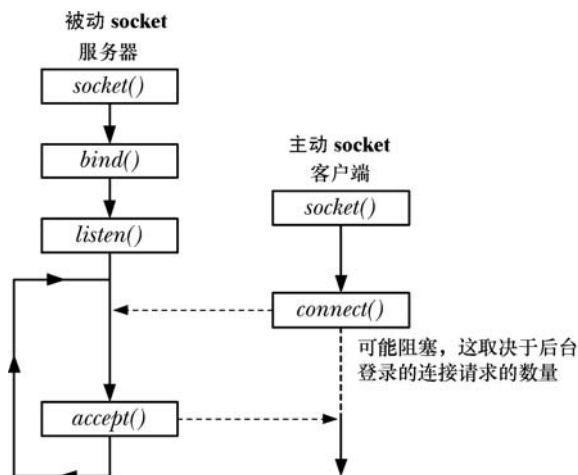 被动 socket
服务器
socket()
bind()
listen()
accept()
主动 socket
客户端
socket()
connect()
可能阻塞，这取决于后台
登录的连接请求的数量